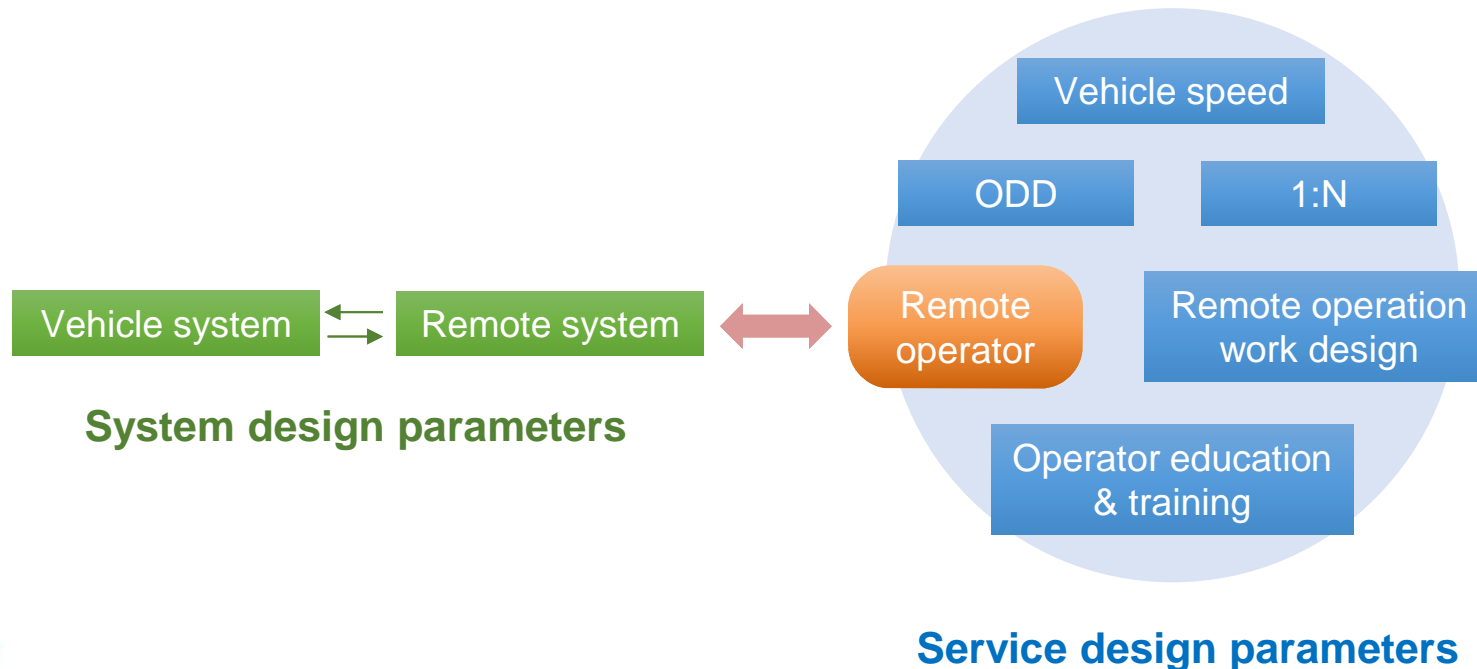 Vehicle speed
ODD
1:N
Vehicle system
Remote system
Remote
operator
Remote operation
work design
System design parameters
Operator education
& training
Service design parameters